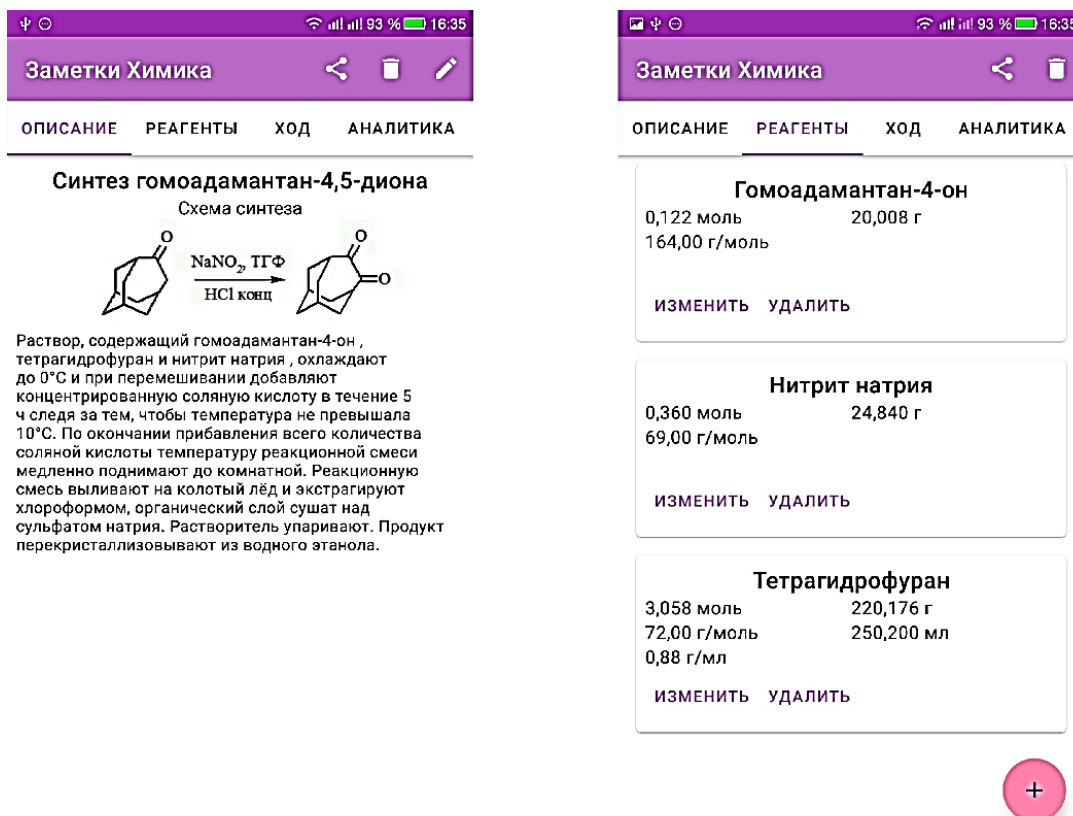 93 % 16:35
Заметки Химика
ОПИСАНИЕ РЕАГЕНТЫ ХОД АНАЛИТИКА
Синтез гомоадамантан-4,5-диона
Схема синтеза
O
NaNO2, ТГФ
HCl конц
O
O
Раствор, содержащий гомоадамантан-4-он ,
тетрагидрофуран и нитрит натрия , охлаждают
до 0°C и при перемешивании добавляют
концентрированную соляную кислоту в течение 5
ч следя за тем, чтобы температура не превышала
10°C. По окончании прибавления всего количества
соляной кислоты температуру реакционной смеси
медленно поднимают до комнатной. Реакционную
смесь выливают на колотый лёд и экстрагируют
хлороформом, органический слой сушат над
сульфатом натрия. Растворитель упаривают. Продукт
перекристаллизовывают из водного этанола.
93 % 16:35
Заметки Химика
ОПИСАНИЕ РЕАГЕНТЫ ХОД АНАЛИТИКА
Гомоадамантан-4-он
0,122 моль 20,008 г
164,00 г/моль
ИЗМЕНИТЬ УДАЛИТЬ
Нитрит натрия
0,360 моль 24,840 г
69,00 г/моль
ИЗМЕНИТЬ УДАЛИТЬ
Тетрагидрофуран
3,058 моль 220,176 г
72,00 г/моль 250,200 мл
0,88 г/мл
ИЗМЕНИТЬ УДАЛИТЬ
+